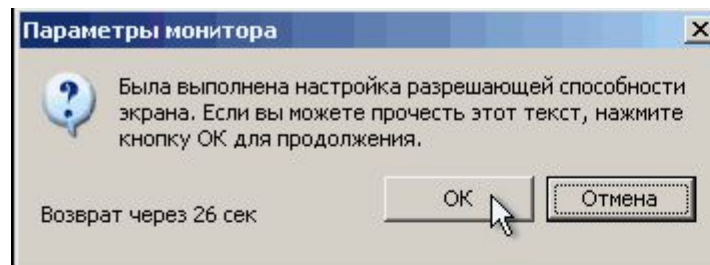 Параметры монитора
Была выполнена настройка разрешающей способности
экрана. Если вы можете прочесть этот текст, нажмите
кнопку ОК для продолжения.
Возврат через 26 сек
ОК
Отмена